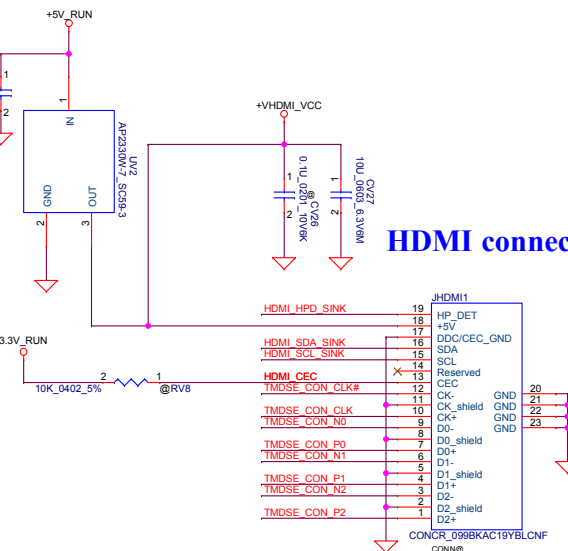 +5V_RUN
1
1
2
IN
UV2
AP2330W-7_SC59-3
GND
OUT
2
3
+VHDMI_VCC
1
2
@
CV26
0.1U_0201_10V6K
1
2
CV27
10U_0603_6.3V6M
HDMI connec
3.3V_RUN
2
1
10K_0402_5%
@RV8
JHDMI1
HDMI_HPD_SINK
19
HP_DET
18
+5V
17
DDC/CEC_GND
HDMI_SDA_SINK
16
SDA
HDMI_SCL_SINK
15
SCL
14
Reserved
HDMI_CEC
13
CEC
TMDSE_CON_CLK#
12
CK-
11
CK_shield
TMDSE_CON_CLK
10
CK+
TMDSE_CON_N0
9
D0-
8
D0_shield
TMDSE_CON_P0
7
D0+
TMDSE_CON_N1
6
D1-
5
D1_shield
TMDSE_CON_P1
4
D1+
TMDSE_CON_N2
3
D2-
2
D2_shield
TMDSE_CON_P2
1
D2+
GND
20
GND
21
GND
22
GND
23
CONCR_099BKAC19YBLCNF
CONN@